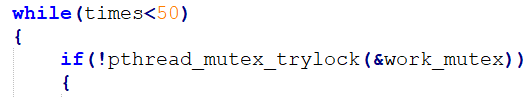 while(times<50)
{
if(!pthread_mutex_trylock(&work_mutex))
{